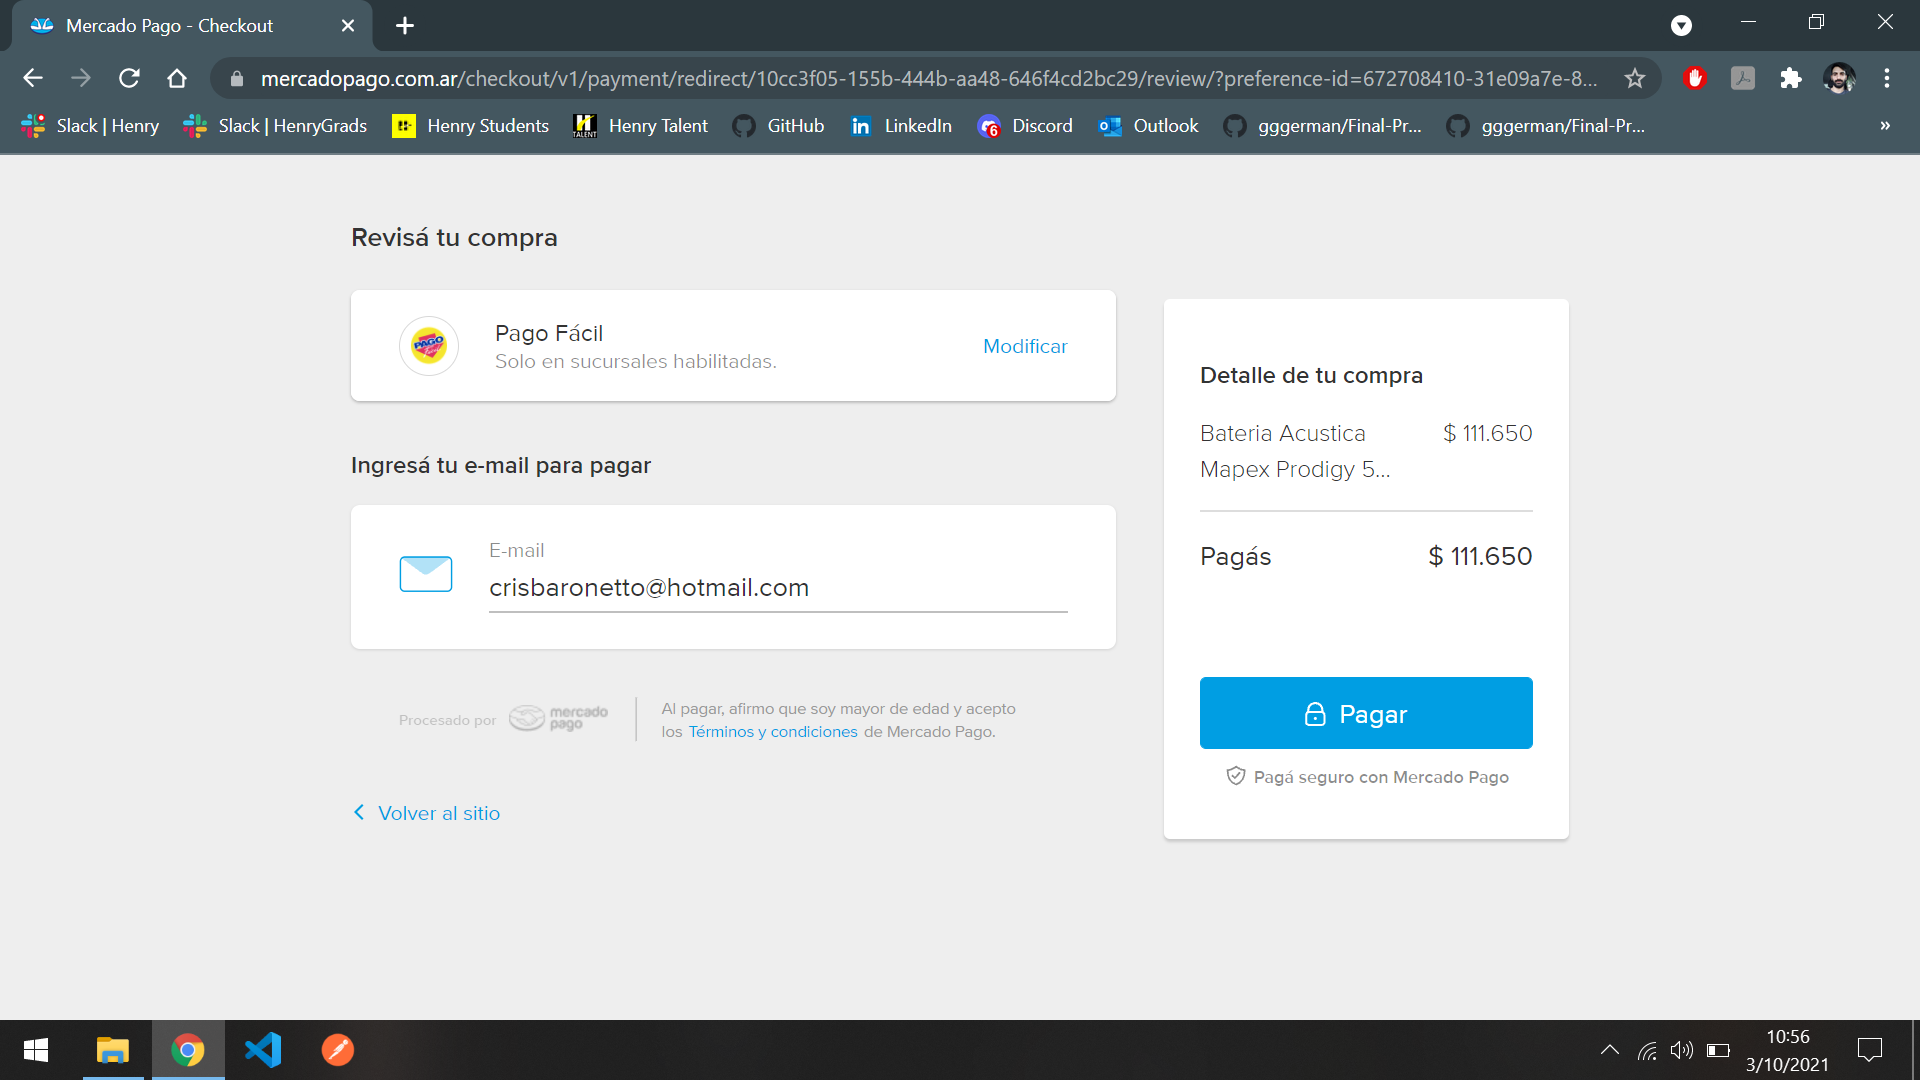 Mercado Pago - Checkout
mercadopago.com.ar/checkout/v1/payment/redirect/10cc3f05-155b-444b-aa48-646f4cd2bc29/review/?preference-id=672708410-31e09a7e-8...
Slack | Henry
Slack | HenryGrads
Henry Students
Henry Talent
GitHub
LinkedIn
Discord
Outlook
gggerman/Final-Pr...
gggerman/Final-Pr...
»
Revisá tu compra
PAGO
Pago Fácil
Solo en sucursales habilitadas.
Modificar
Ingresá tu e-mail para pagar
E-mail
crisbaronetto@hotmail.com
Procesado por
mercado
pago
Al pagar, afirmo que soy mayor de edad y acepto
los Términos y condiciones de Mercado Pago.
Volver al sitio
Detalle de tu compra
Bateria Acustica $ 111.650
Mapex Prodigy 5...
Pagás $ 111.650
Pagar
Pagá seguro con Mercado Pago
10:56
3/10/2021